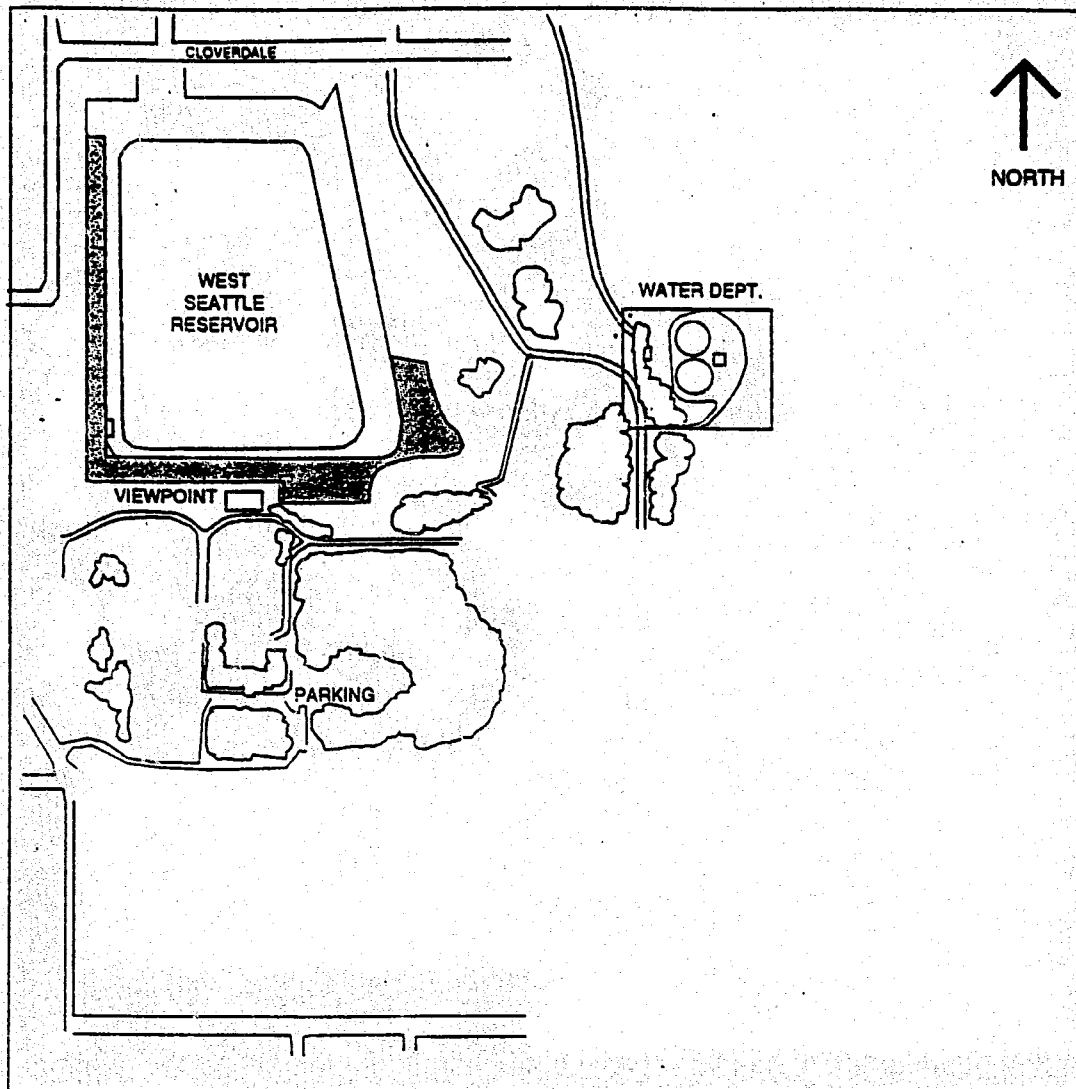 CLOVERDALE
NORTH
WEST
SEATTLE
RESERVOIR
WATER DEPT.
VIEWPOINT
PARKING